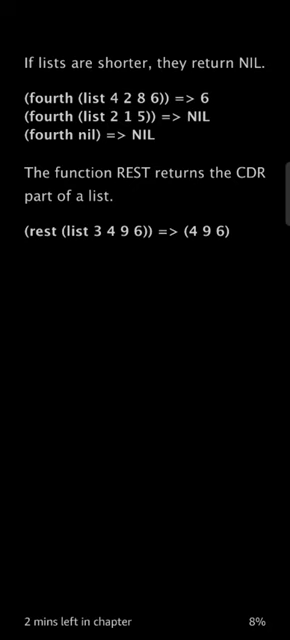 If lists are shorter, they return NIL.
(fourth (list 4 2 8 6)) => 6
(fourth (list 2 1 5)) => NIL
(fourth nil) => NIL
The function REST returns the CDR
part of a list.
(rest (list 3 4 9 6)) => (4 9 6)
2 mins left in chapter
8%